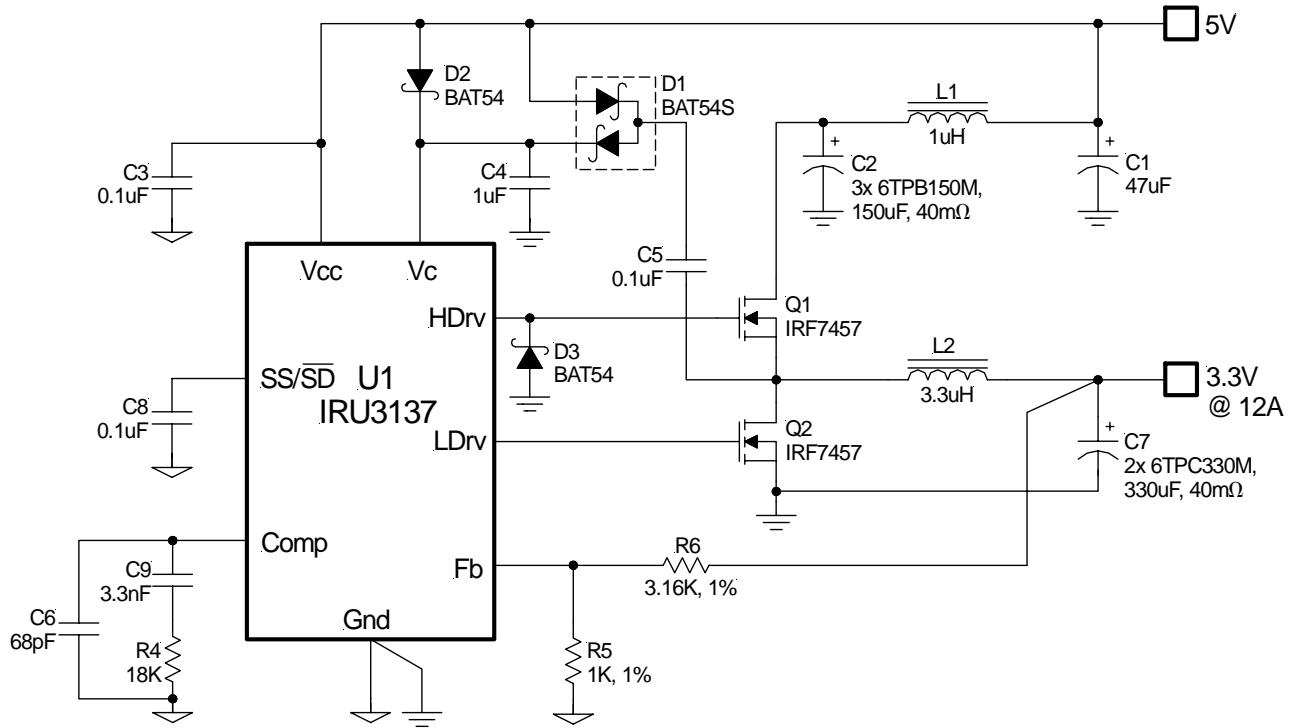 5V
D2
BAT54
D1
BAT54S
L1
1uH
C3
0.1uF
C4
1uF
C2
3x 6TPB150M,
150uF, 40mΩ
C1
47uF
Vcc
Vc
C5
0.1uF
HDrv
Q1
IRF7457
D3
BAT54
L2
3.3uH
3.3V
@ 12A
SS/SD
U1
IRU3137
C8
0.1uF
LDrv
Q2
IRF7457
C7
2x 6TPC330M,
330uF, 40mΩ
Comp
Fb
R6
3.16K, 1%
C9
3.3nF
C6
68pF
R4
18K
Gnd
R5
1K, 1%